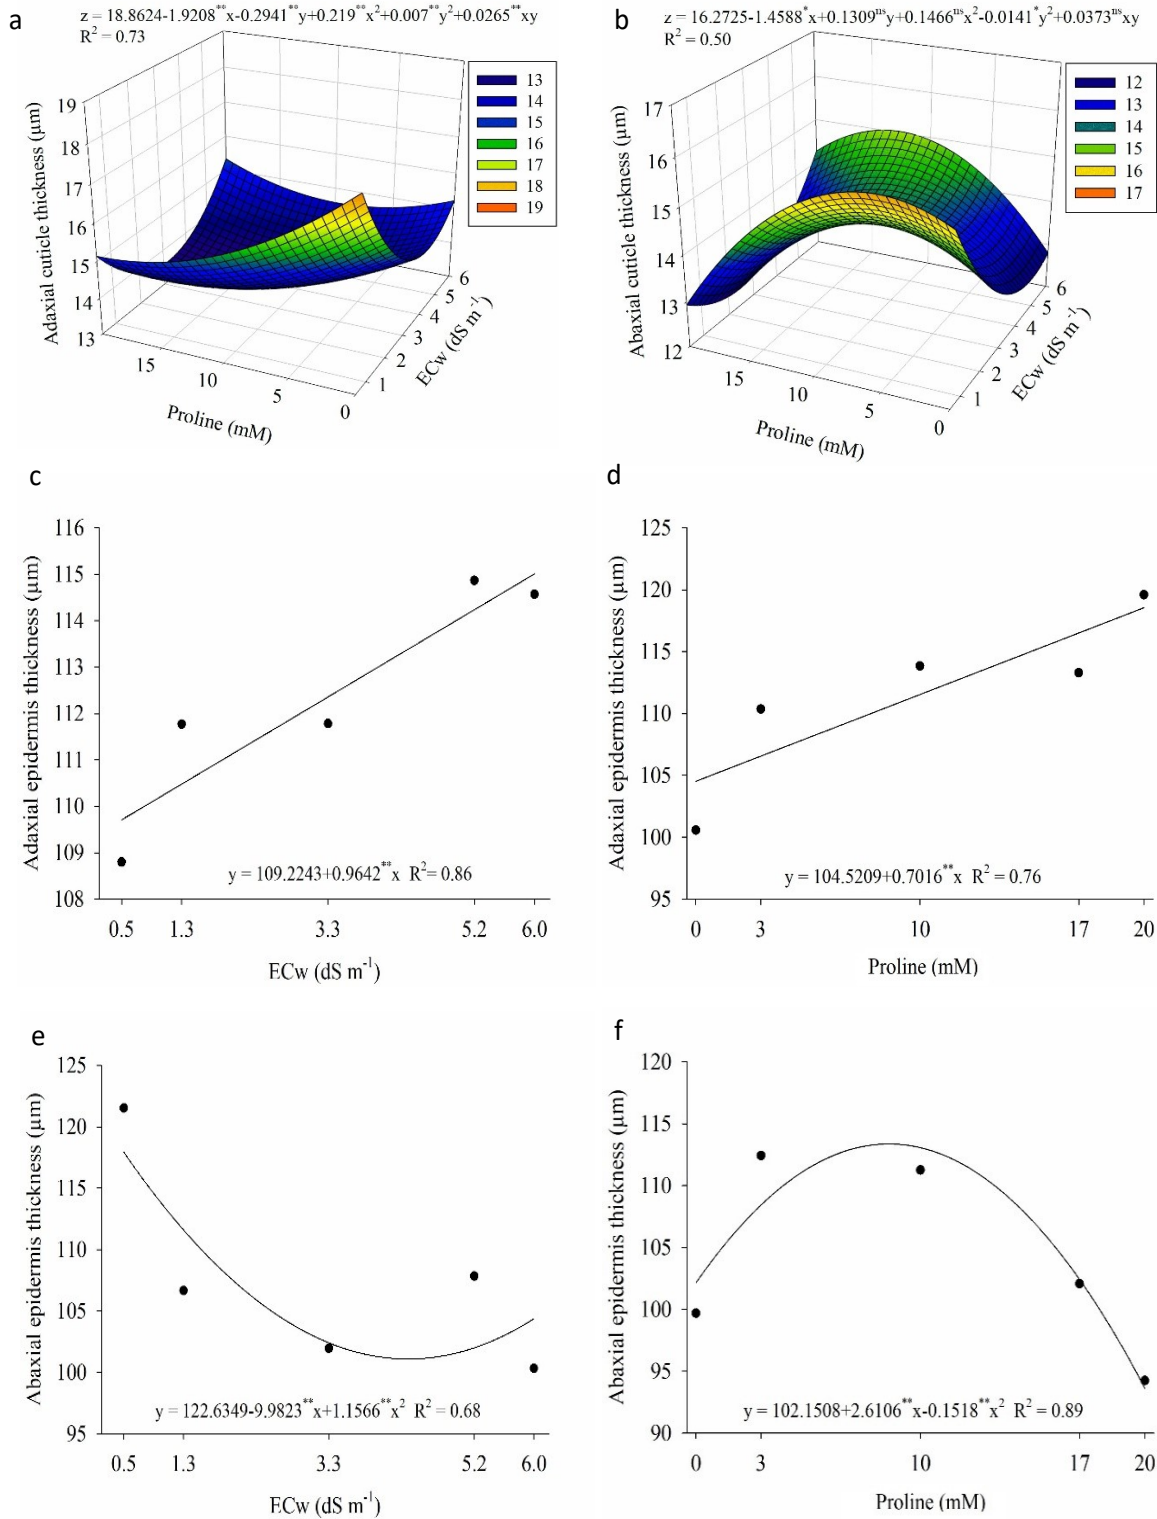 a
z = 18.8624-1.9208**x-0.2941**y+0.219**x²+0.007**y²+0.0265**xy
R² = 0.73
19
18
17
16
15
14
13
Adaxial cuticle thickness (µm)
15
10
5
0
Proline (mM)
1
2
3
4
5
6
ECw (dS m⁻¹)
13
14
15
16
17
18
19
b
z = 16.2725-1.4588*x+0.1309ⁿˢy+0.1466ⁿˢx²-0.0141*y²+0.0373ⁿˢxy
R² = 0.50
17
16
15
14
13
12
Abaxial cuticle thickness (µm)
15
10
5
0
Proline (mM)
1
2
3
4
5
6
ECw (dS m⁻¹)
12
13
14
15
16
17
c
116
115
114
113
112
111
110
109
108
Adaxial epidermis thickness (µm)
y = 109.2243+0.9642**x R²= 0.86
0.5 1.3 3.3 5.2 6.0
ECw (dS m⁻¹)
d
125
120
115
110
105
100
95
Adaxial epidermis thickness (µm)
y = 104.5209+0.7016**x R² = 0.76
0 3 10 17 20
Proline (mM)
e
125
120
115
110
105
100
95
Abaxial epidermis thickness (µm)
y = 122.6349-9.9823**x+1.1566**x² R² = 0.68
0.5 1.3 3.3 5.2 6.0
ECw (dS m⁻¹)
f
120
115
110
105
100
95
90
Abaxial epidermis thickness (µm)
y = 102.1508+2.6106**x-0.1518**x² R² = 0.89
0 3 10 17 20
Proline (mM)